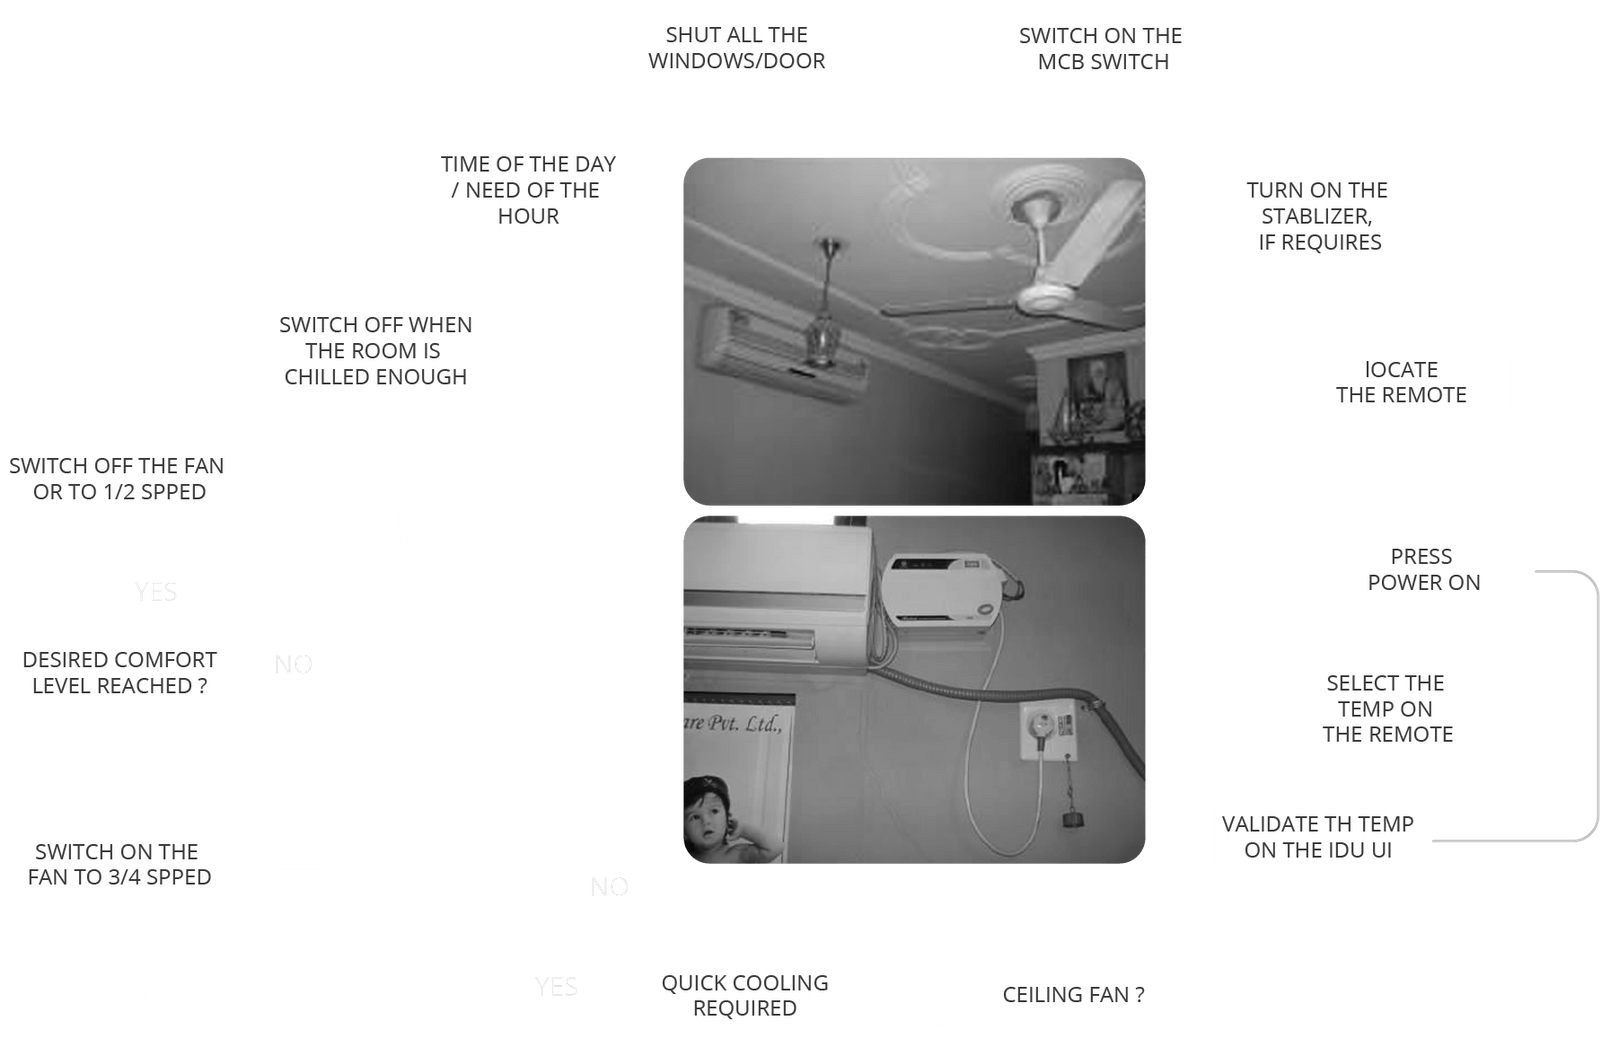 SHUT ALL THE
WINDOWS/DOOR
SWITCH ON THE
MCB SWITCH
TIME OF THE DAY
/ NEED OF THE
HOUR
TURN ON THE
STABLIZER,
IF REQUIRES
SWITCH OFF WHEN
THE ROOM IS
CHILLED ENOUGH
lOCATE
THE REMOTE
SWITCH OFF THE FAN
OR TO 1/2 SPPED
PRESS
POWER ON
YES
DESIRED COMFORT
LEVEL REACHED ?
NO
SELECT THE
TEMP ON
THE REMOTE
are Pvt. Ltd.,
VALIDATE TH TEMP
ON THE IDU UI
SWITCH ON THE
FAN TO 3/4 SPPED
NO
YES
QUICK COOLING
REQUIRED
CEILING FAN ?